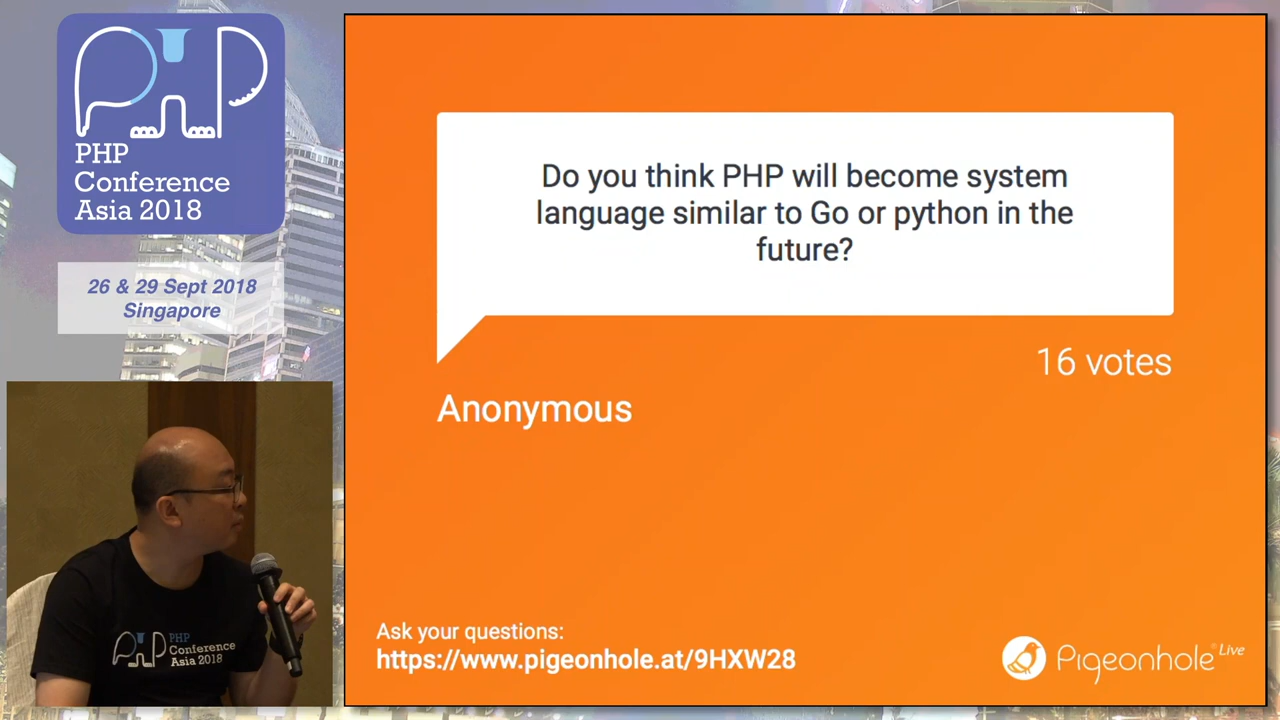 PHP
PHP
Conference
Asia 2018
26 & 29 Sept 2018
Singapore
Do you think PHP will become system
language similar to Go or python in the
future?
16 votes
Anonymous
Ask your questions:
https://www.pigeonhole.at/9HXW28
Pigeonhole Live
PHP
PHP
Conference
Asia 2018